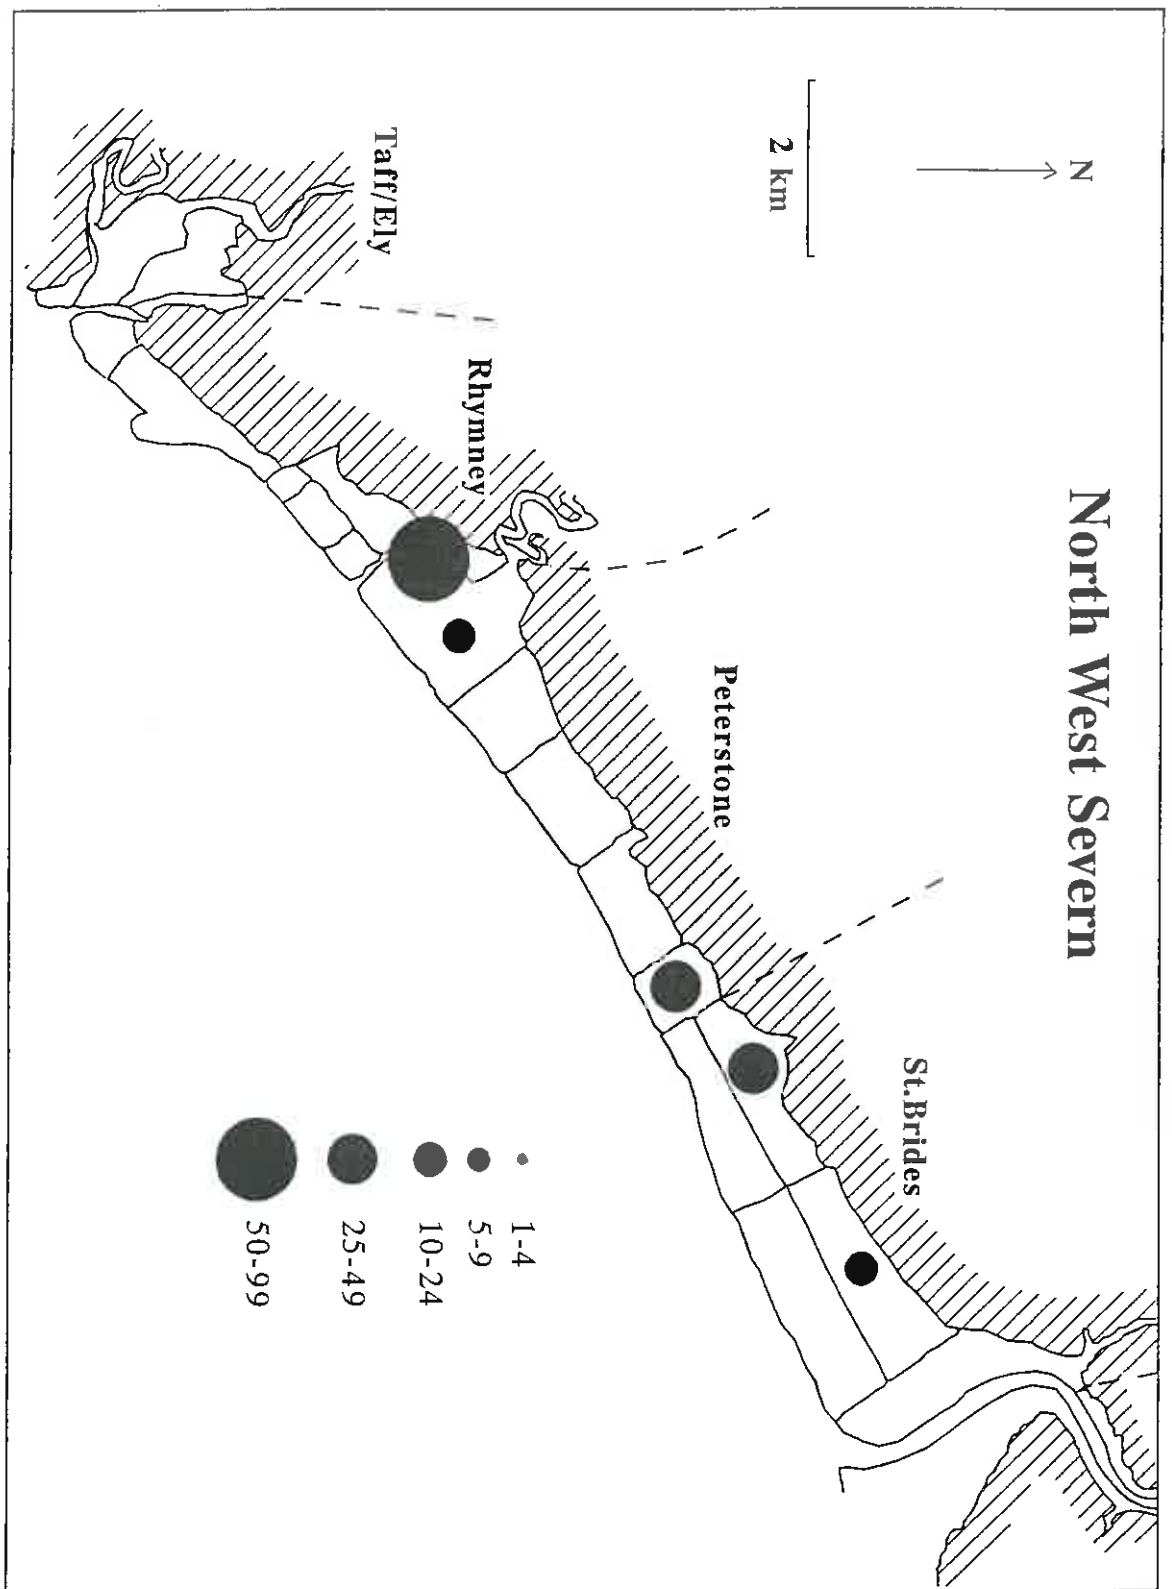 North West Severn
N
2 km
Taff/Ely
Rhymney
Peterstone
St.Brides
1-4
5-9
10-24
25-49
50-99